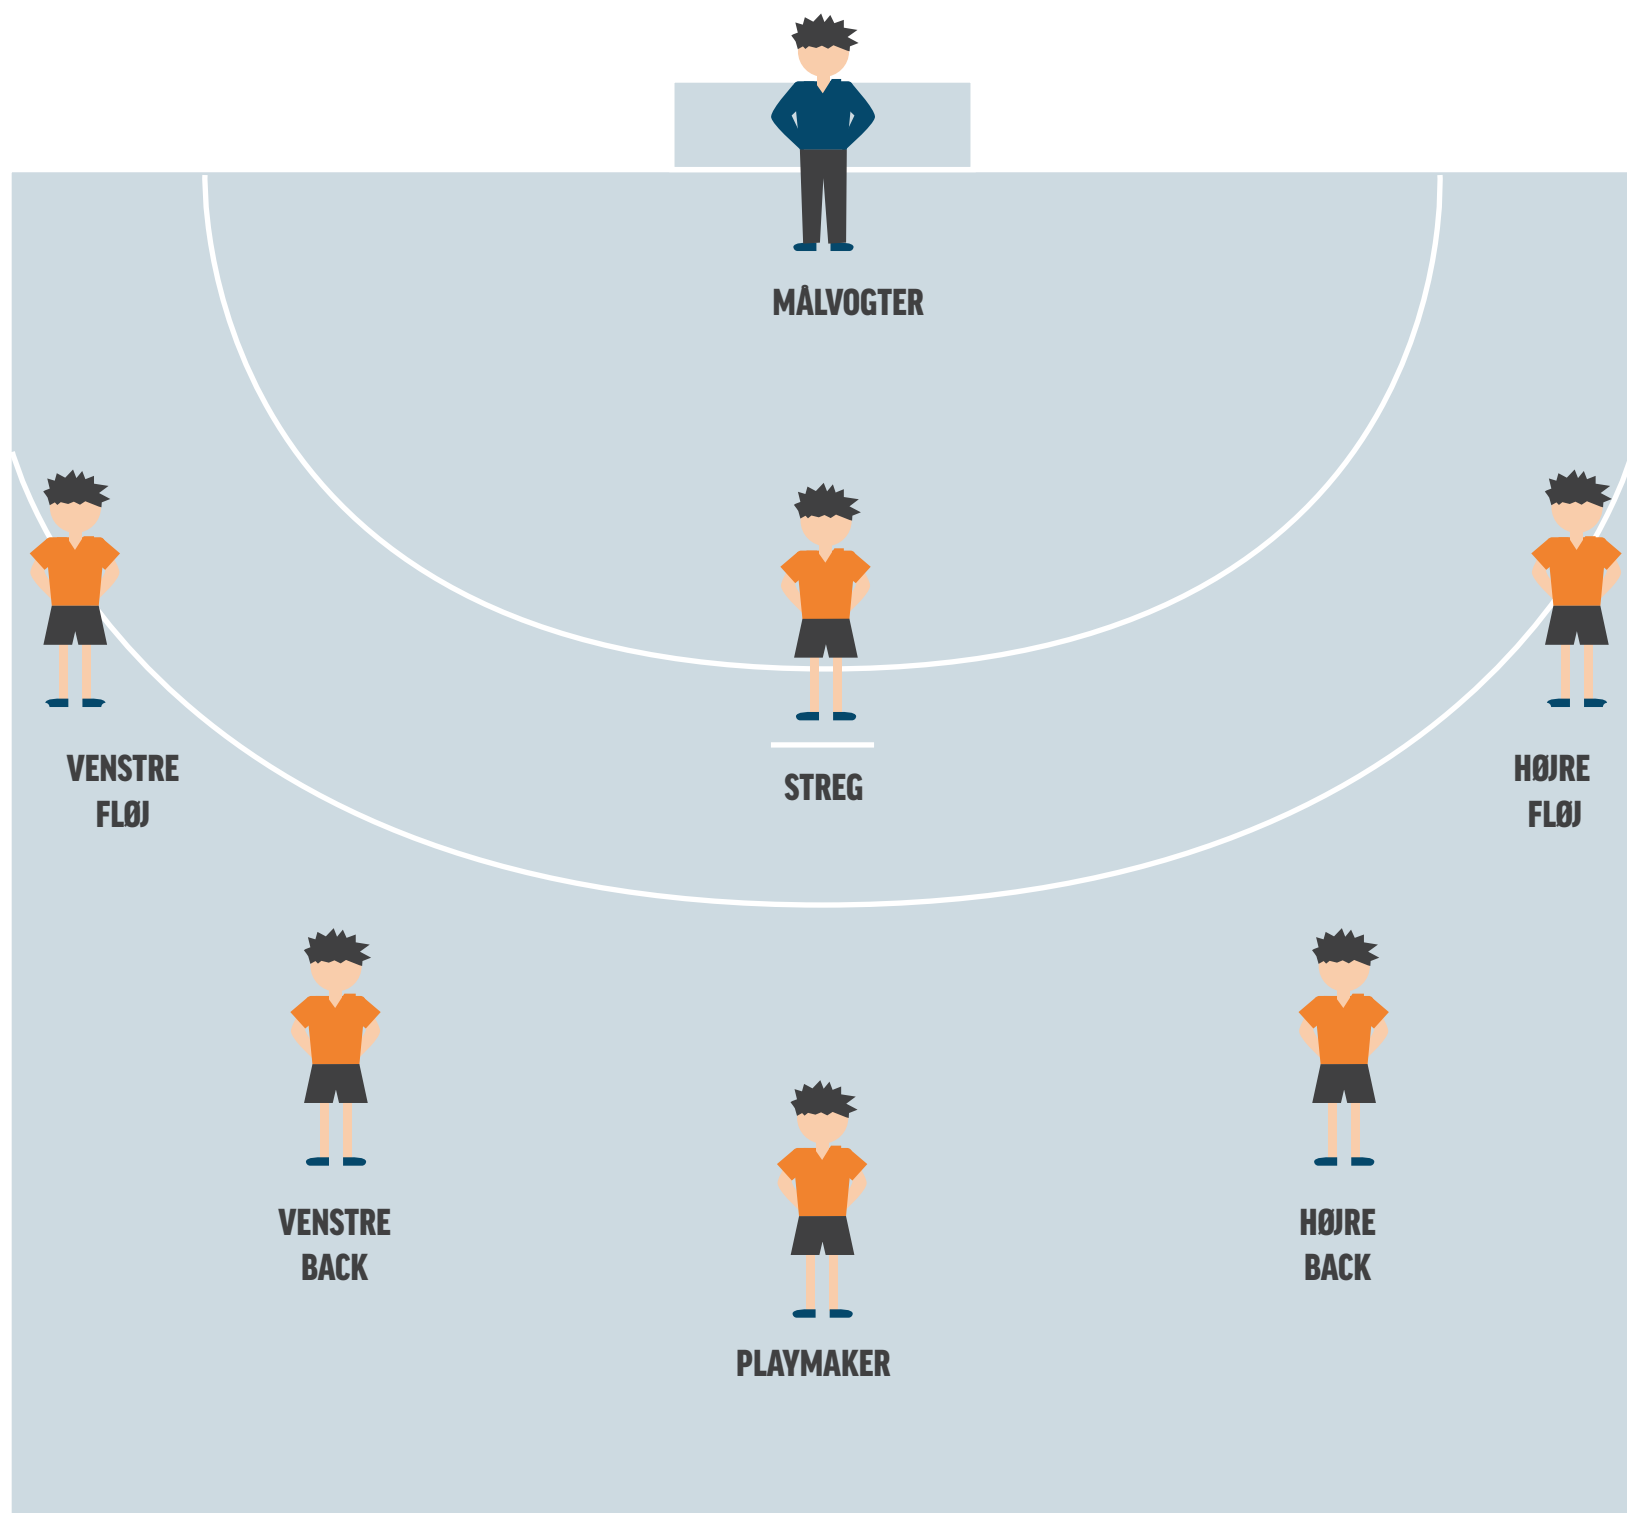 MÅLVOGTER
VENSTRE
FLØJ
STREG
HØJRE
FLØJ
VENSTRE
BACK
HØJRE
BACK
PLAYMAKER